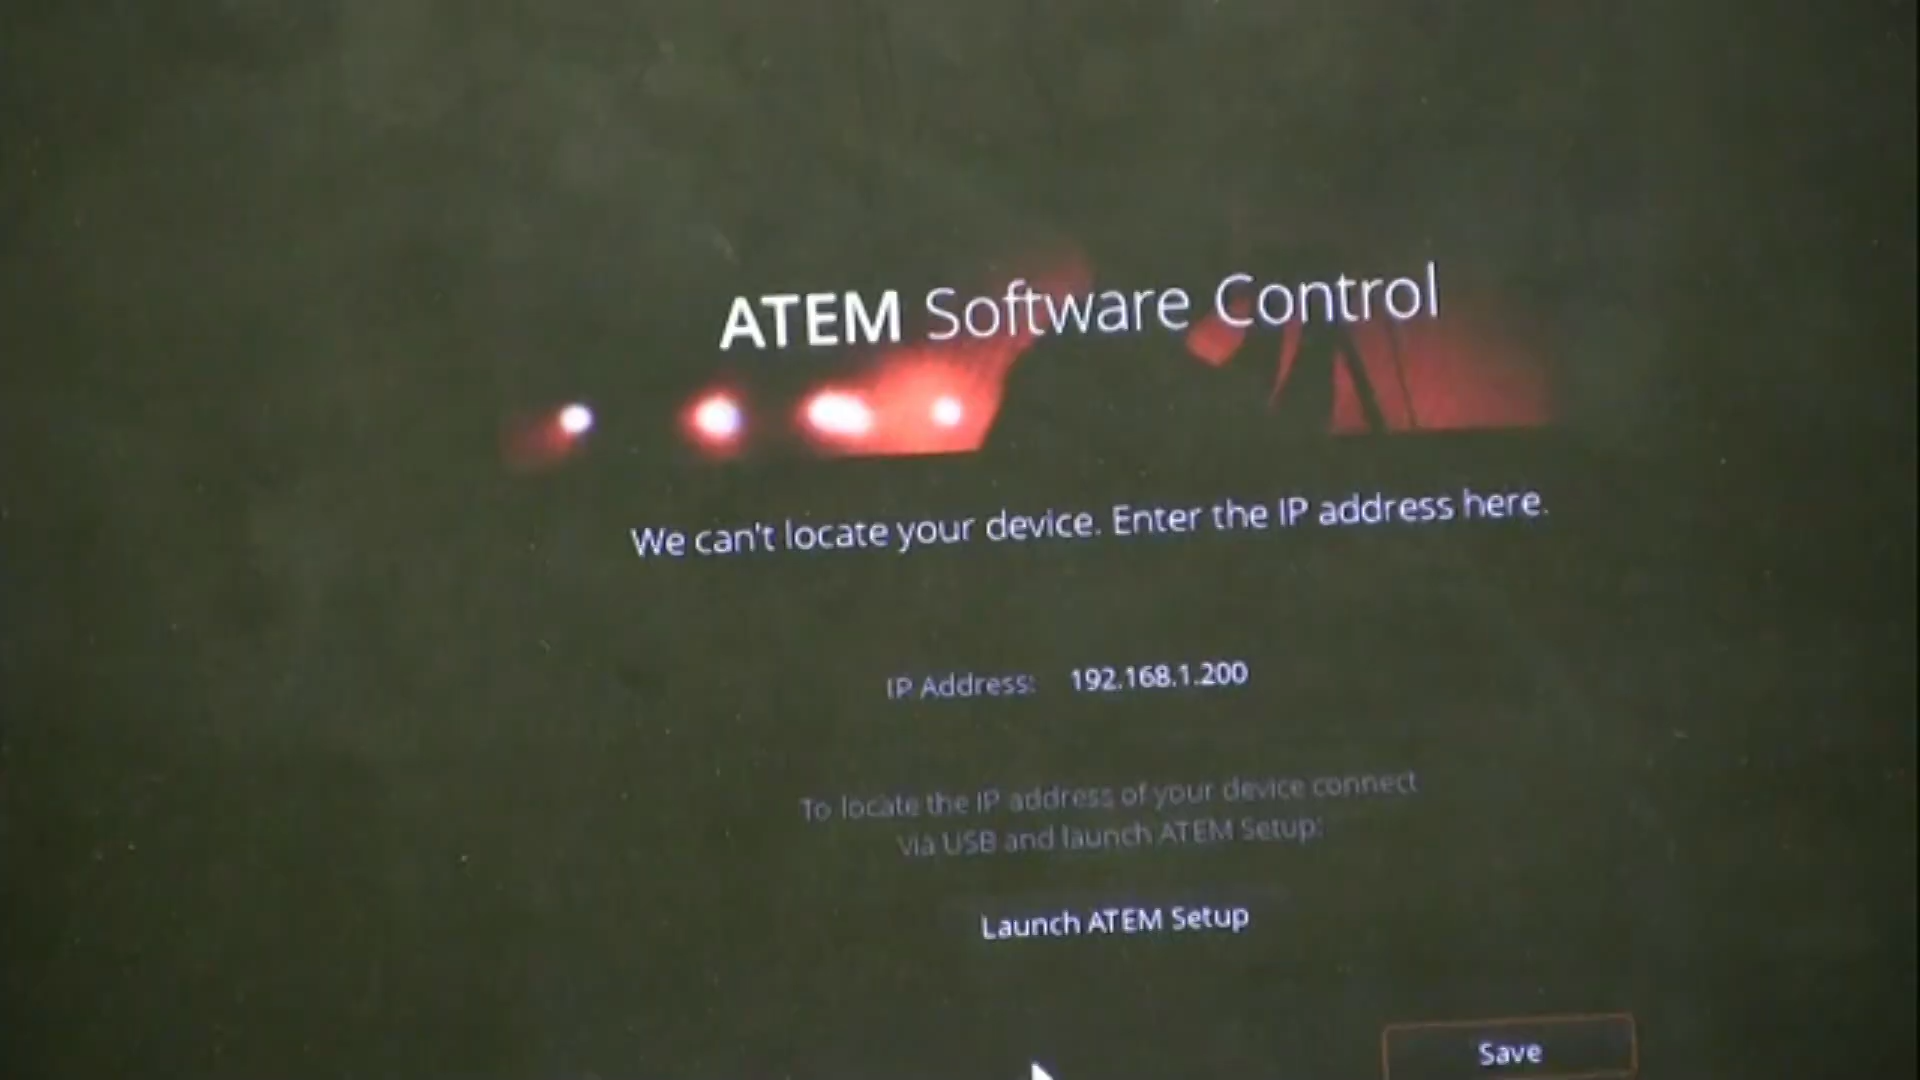 ATEM Software Control
We can't locate your device. Enter the IP address here.
IP Address: 192.168.1.200
To locate the IP address of your device connect
via USB and launch ATEM Setup:
Launch ATEM Setup
Save